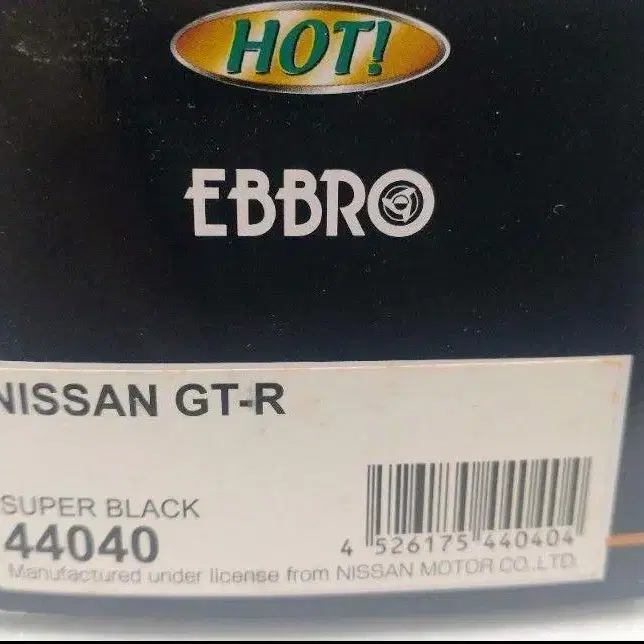 HOT!
EBBRO
NISSAN GT-R
SUPER BLACK
44040
4 526175 440404
Manufactured under license from NISSAN MOTOR CO.,LTD.